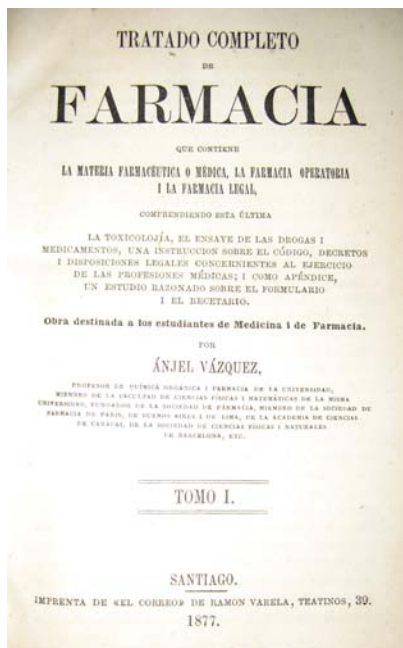 TRATADO COMPLETO
DE
FARMACIA
QUE CONTIENE
LA MATERIA FARMACÉUTICA O MÉDICA, LA FARMACIA OPERATORIA
I LA FARMACIA LEGAL,
COMPRENDIENDO ESTA ÚLTIMA
LA TOXICOLOJÍA, EL ENSAYE DE LAS DROGAS I
MEDICAMENTOS, UNA INSTRUCCION SOBRE EL CÓDIGO, DECRETOS
I DISPOSICIONES LEGALES CONCERNIENTES AL EJERCICIO
DE LAS PROFESIONES MÉDICAS; I COMO APÉNDICE,
UN ESTUDIO RAZONADO SOBRE EL FORMULARIO
I EL RECETARIO.
Obra destinada a los estudiantes de Medicina i de Farmacia.
POR
ÁNJEL VÁZQUEZ,
PROFESOR DE QUÍMICA ORGÁNICA I FARMACIA DE LA UNIVERSIDAD,
MIEMBRO DE LA FACULTAD DE CIENCIAS FÍSICAS I MATEMÁTICAS DE LA MISMA
UNIVERSIDAD, FUNDADOR DE LA SOCIEDAD DE FARMACIA, MIEMBRO DE LA SOCIEDAD DE
FARMACIA DE PARIS, DE BUENOS AIRES I DE LIMA, DE LA ACADEMIA DE CIENCIAS
DE CARÁCAS, DE LA SOCIEDAD DE CIENCIAS FÍSICAS I NATURALES
DE BARCELONA, ETC.
TOMO I.
SANTIAGO.
IMPRENTA DE «EL CORREO» DE RAMON VARELA, TEATINOS, 39.
1877.